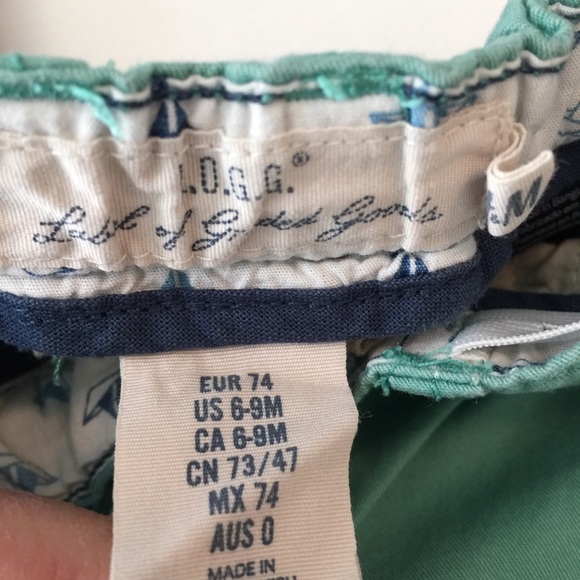 .O.G.G.®
Label of Graded Goods
&M
EUR 74
US 6-9M
CA 6-9M
CN 73/47
MX 74
AUS 0
MADE IN